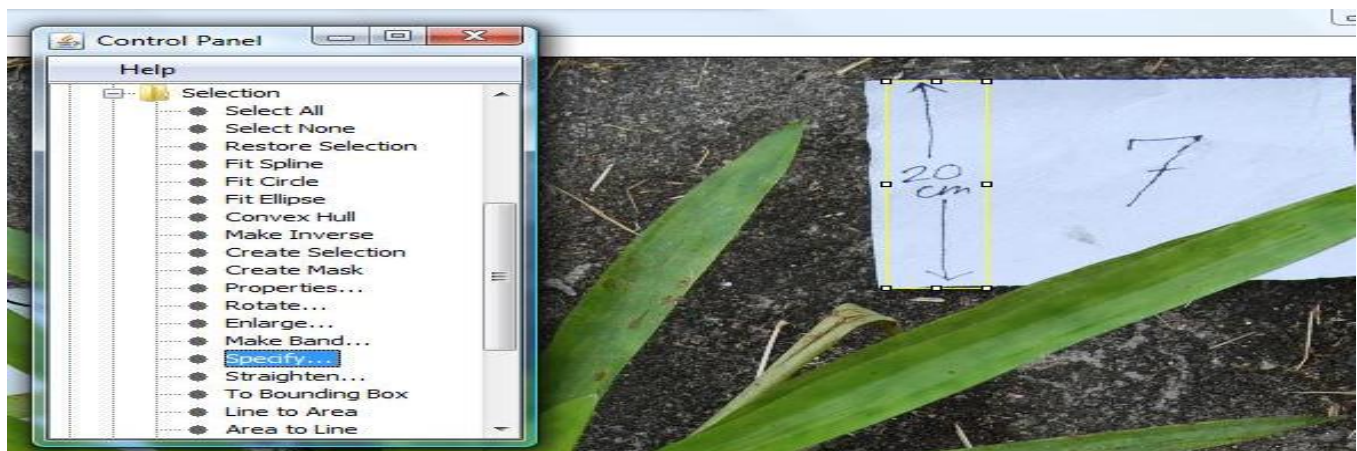 Control Panel
Help
Selection
Select All
Select None
Restore Selection
Fit Spline
Fit Circle
Fit Ellipse
Convex Hull
Make Inverse
Create Selection
Create Mask
Properties...
Rotate...
Enlarge...
Make Band...
Specify...
Straighten...
To Bounding Box
Line to Area
Area to Line
20
cm
7